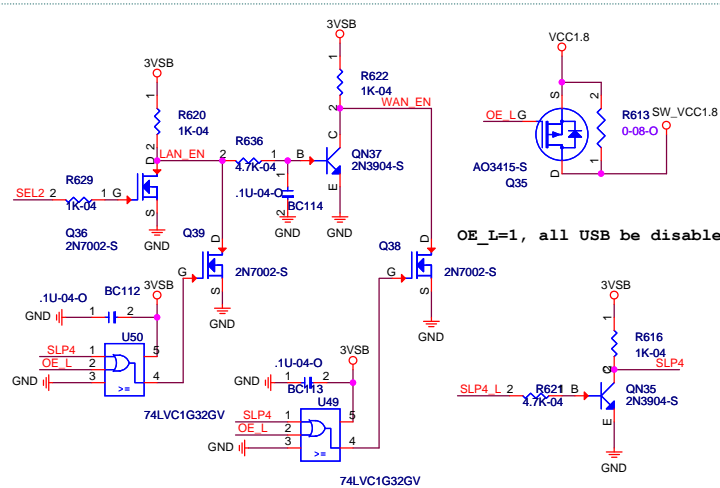 3VSB
1
R620
1K-04
2
D
LAN_EN
SEL2
2
R629
1
G
1K-04
S
Q36
2N7002-S
GND
2
R636
1
4.7K-04
B
.1U-04-O
1
2
BC114
GND
3VSB
1
R622
1K-04
2
WAN_EN
C
QN37
2N3904-S
E
GND
Q39
D
G
2N7002-S
S
GND
Q38
D
G
2N7002-S
S
GND
VCC1.8
S
OE_L
G
2
R613
0-08-O
1
SW_VCC1.8
AO3415-S
Q35
D
OE_L=1, all USB be disable
.1U-04-O
BC112
3VSB
GND
1
2
U50
SLP4
1
5
OE_L
2
GND
3
4
>=
74LVC1G32GV
.1U-04-O
3VSB
GND
1
2
BC113
U49
SLP4
1
5
OE_L
2
GND
3
4
>=
74LVC1G32GV
3VSB
1
R616
1K-04
SLP4
SLP4_L
2
R621
1
B
4.7K-04
QN35
2N3904-S
E
GND